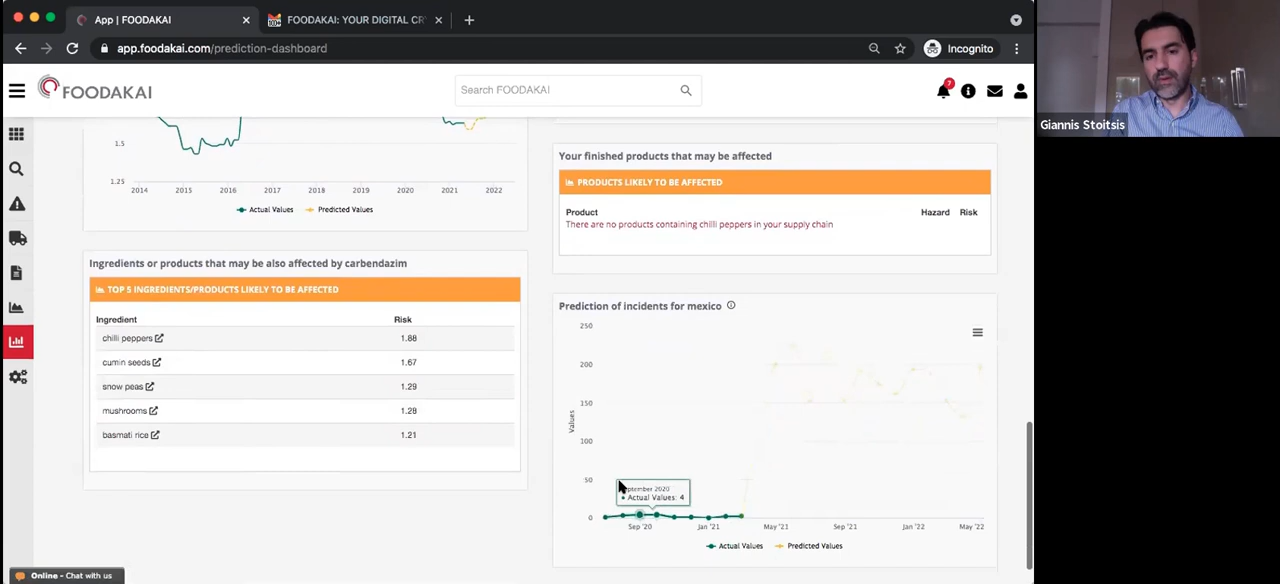 App | FOODAKAI
FOODAKAI: YOUR DIGITAL CR
app.foodakai.com/prediction-dashboard
Incognito
FOODAKAI
Search FOODAKAI
7
Giannis Stoitsis
1.5
1.25
2014 2015 2016 2017 2018 2019 2020 2021 2022
Actual Values Predicted Values
Ingredients or products that may be also affected by carbendazim
TOP 5 INGREDIENTS/PRODUCTS LIKELY TO BE AFFECTED
Ingredient Risk
chilli peppers 1.88
cumin seeds 1.67
snow peas 1.29
mushrooms 1.28
basmati rice 1.21
Your finished products that may be affected
PRODUCTS LIKELY TO BE AFFECTED
Product Hazard Risk
There are no products containing chilli peppers in your supply chain
Prediction of incidents for mexico
250
200
150
100
50
0
Values
2020
Actual Values: 4
Sep '20 Jan '21 May '21 Sep '21 Jan '22 May '22
Actual Values Predicted Values
Online - Chat with us